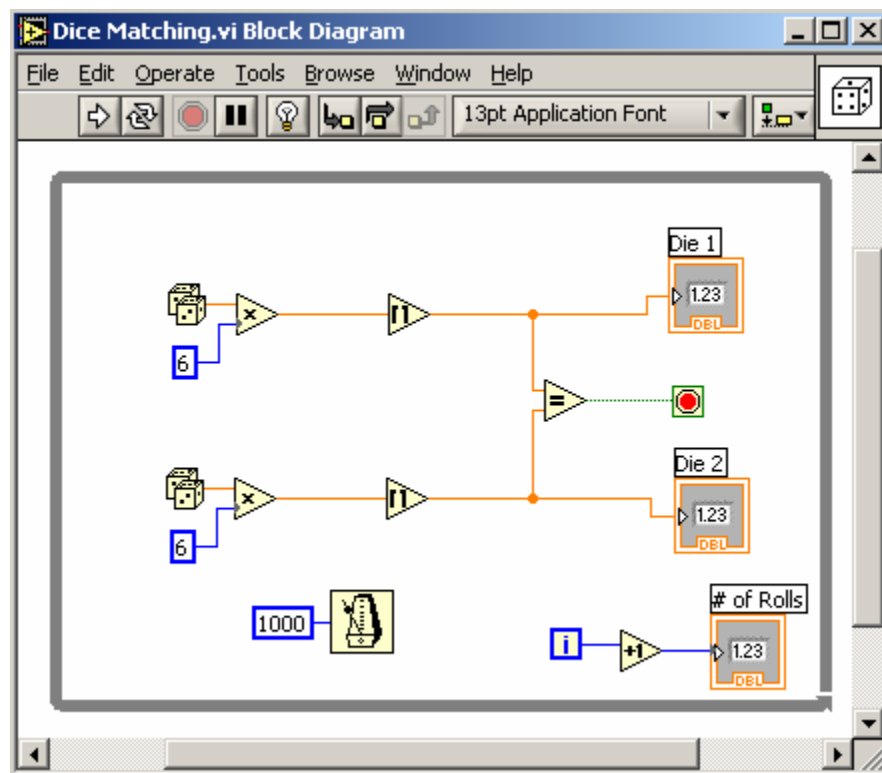 Dice Matching.vi Block Diagram
File Edit Operate Tools Browse Window Help
13pt Application Font
Die 1
1.23
DBL
×
6
=
Die 2
1.23
DBL
×
6
# of Rolls
1000
i
+1
1.23
DBL